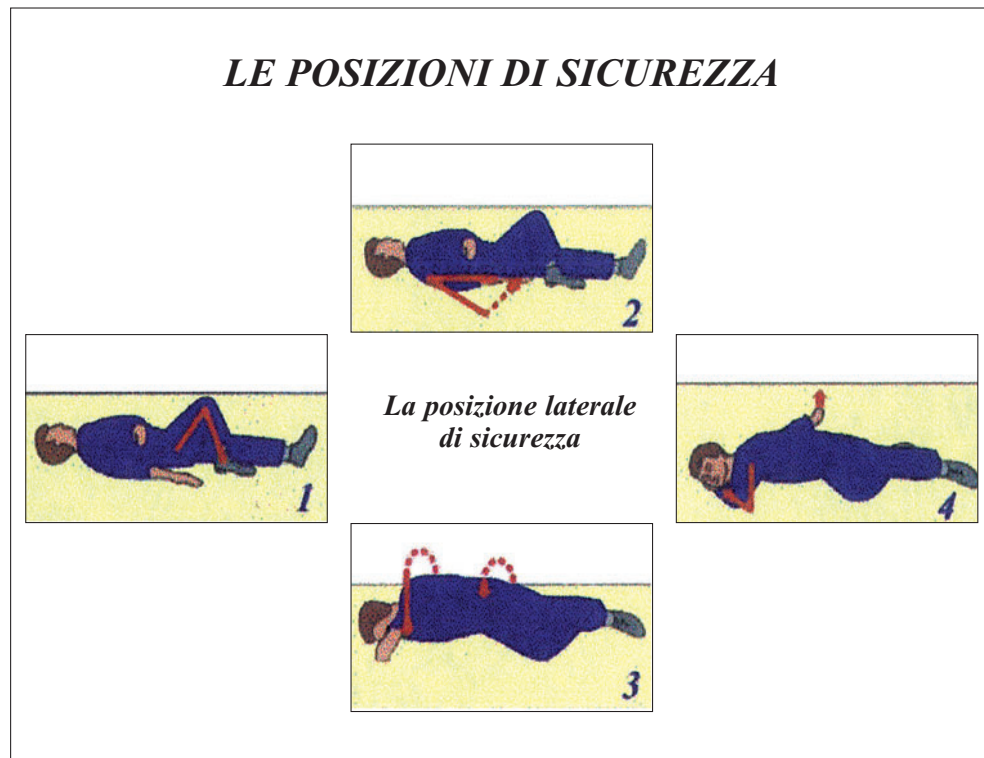 LE POSIZIONI DI SICUREZZA
2
La posizione laterale
di sicurezza
1
4
3